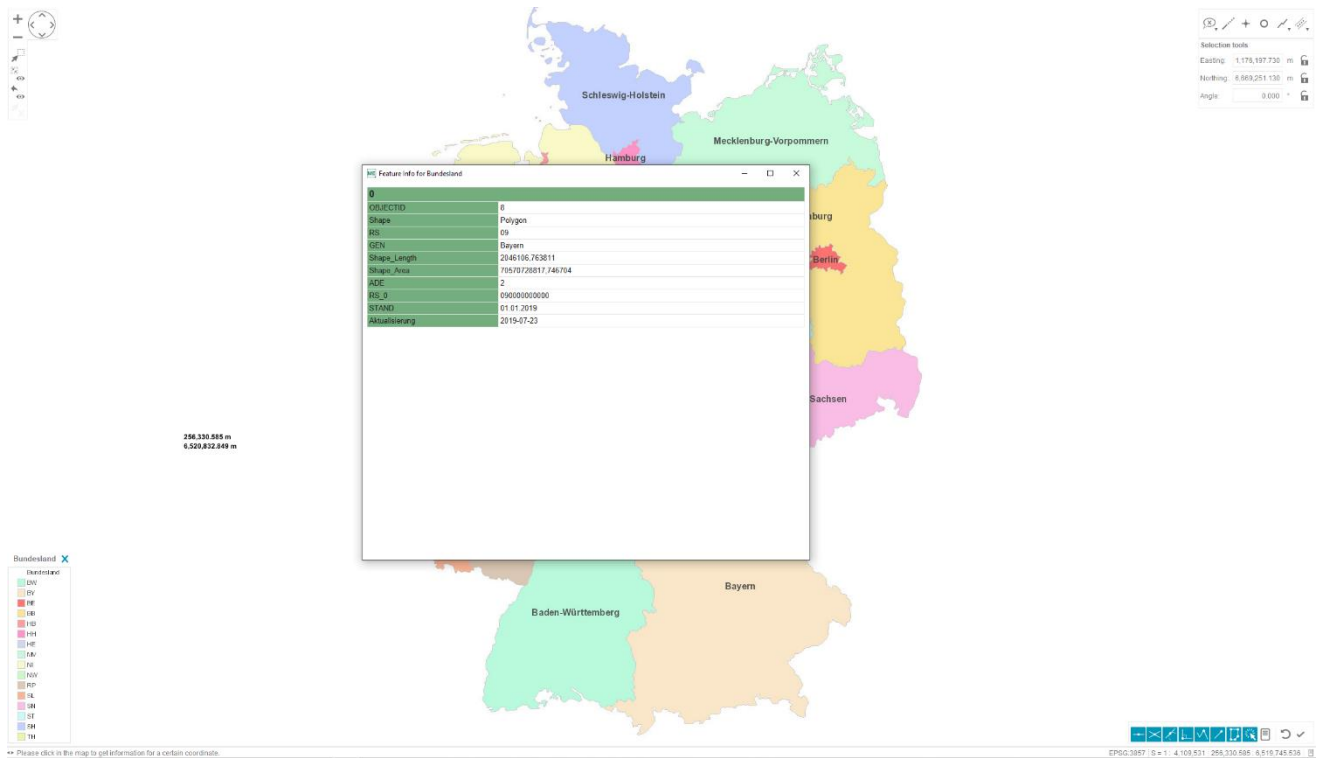 Selection tools
Easting: 1,178,197.730 m
Northing: 6,669,251.130 m
Angle: 0.000 °
Schleswig-Holstein
Mecklenburg-Vorpommern
Hamburg
Feature Info for Bundesland
0
OBJECTID 8
Shape Polygon
RS 09
GEN Bayern
Shape_Length 2046106,763811
Shape_Area 70570728817,746704
ADE 2
RS_0 090000000000
STAND 01.01.2019
Aktualisierung 2019-07-23
nburg
Berlin
Sachsen
256,330.585 m
6,520,832.849 m
Bayern
Baden-Württemberg
Bundesland X
Bundesland
BW
BY
BE
BB
HB
HH
HE
MV
NI
NW
RP
SL
SN
ST
SH
TH
Please click in the map to get information for a certain coordinate.
EPSG:3857 S = 1 : 4,109,531 256,330.585 6,519,745.536